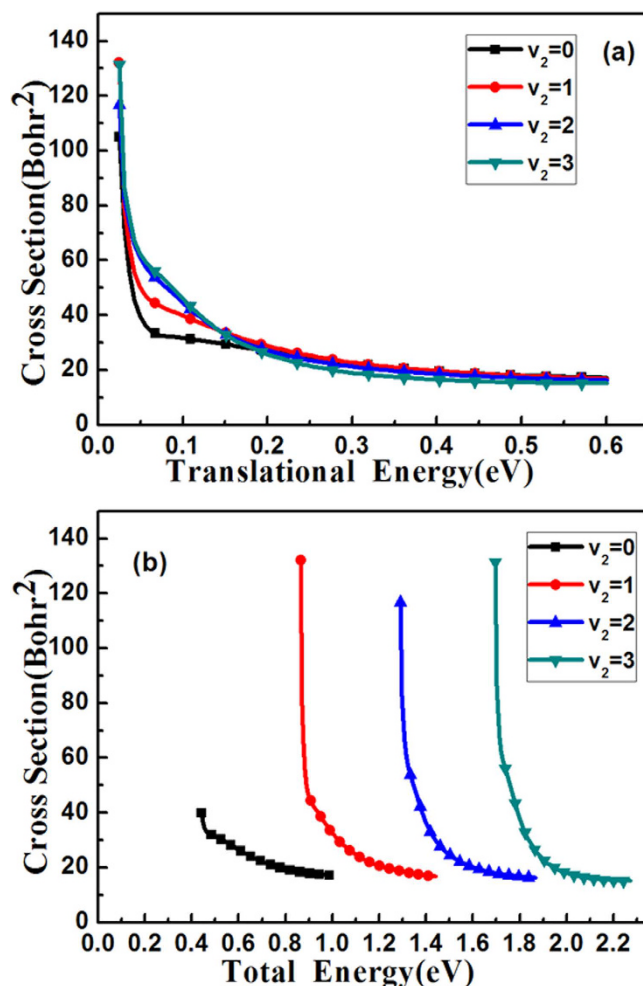 140
120
100
80
60
40
20
0
Cross Section(Bohr²)
(a)
v₂=0
v₂=1
v₂=2
v₂=3
0.0 0.1 0.2 0.3 0.4 0.5 0.6
Translational Energy(eV)
140
120
100
80
60
40
20
0
Cross Section(Bohr²)
(b)
v₂=0
v₂=1
v₂=2
v₂=3
0.0 0.2 0.4 0.6 0.8 1.0 1.2 1.4 1.6 1.8 2.0 2.2
Total Energy(eV)